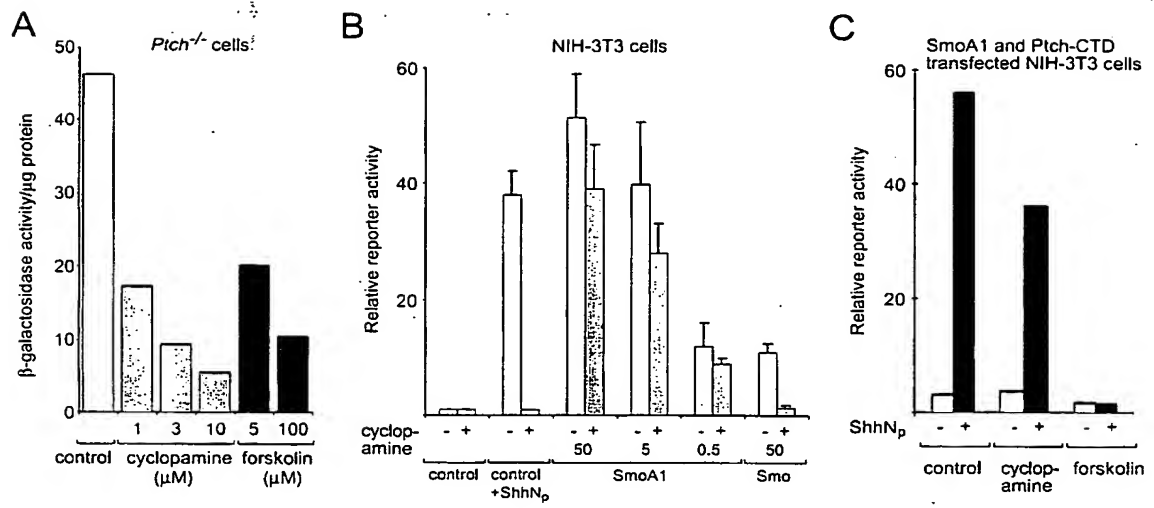 A
Ptch-/- cells:
β-galactosidase activity/µg protein
50
40
30
20
10
0
1 3 10 5 100
control cyclopamine forskolin
(µM) (µM)
B
NIH-3T3 cells
Relative reporter activity
60
40
20
cyclop-
amine
- + - + - + - + - + - +
50 5 0.5 50
control control SmoA1 Smo
+ShhNp
C
SmoA1 and Ptch-CTD
transfected NIH-3T3 cells
Relative reporter activity
60
40
20
0
ShhNp - + - + - +
control cyclop- forskolin
amine